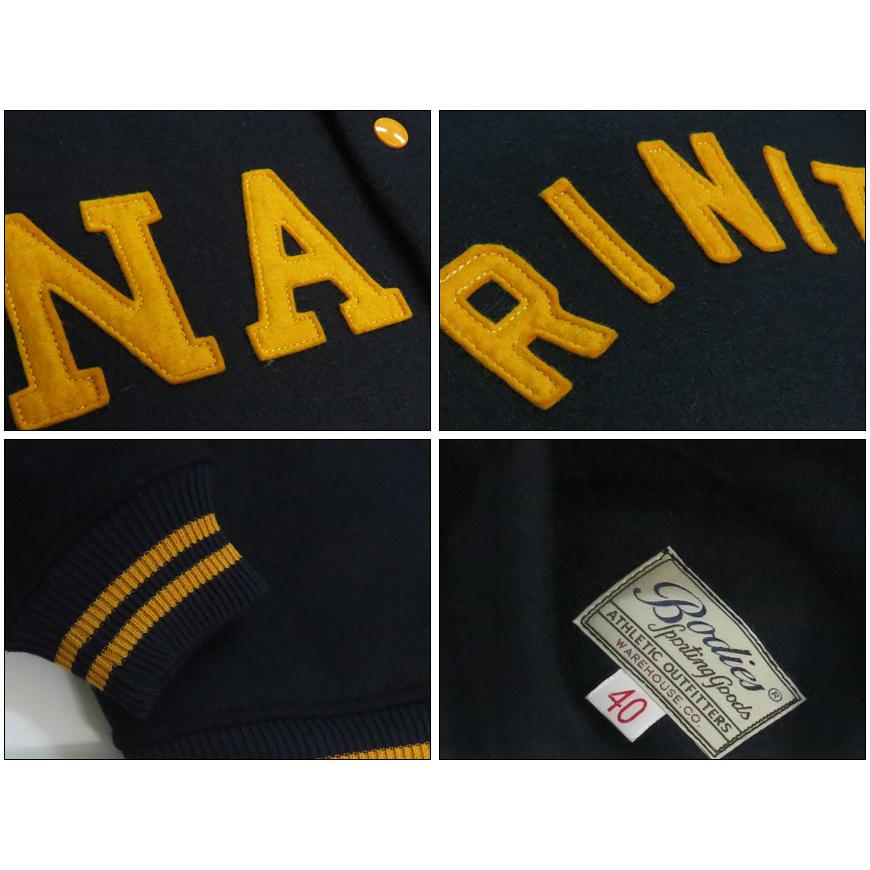 NA
RINIT
Bodies ®
Sporting Goods
ATHLETIC OUTFITTERS
WAREHOUSE.CO
40